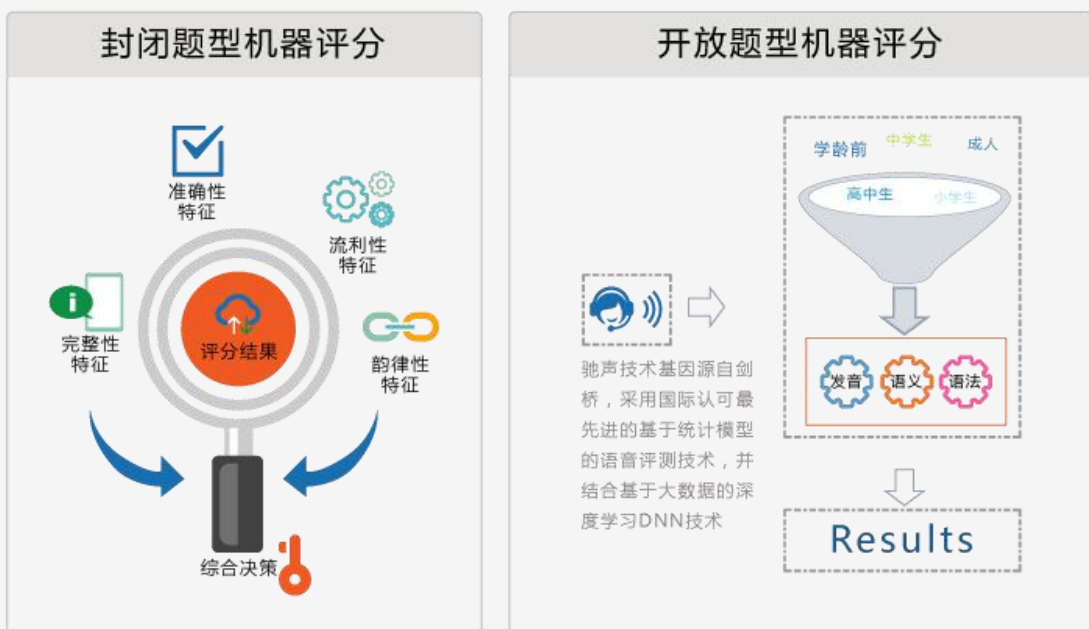 封闭题型机器评分
准确性
特征
流利性
特征
i
完整性
特征
评分结果
韵律性
特征
综合决策
开放题型机器评分
学龄前
中学生
成人
高中生
小学生
驰声技术基因源自剑
桥，采用国际认可最
先进的基于统计模型
的语音评测技术，并
结合基于大数据的深
度学习DNN技术
发音
语义
语法
Results